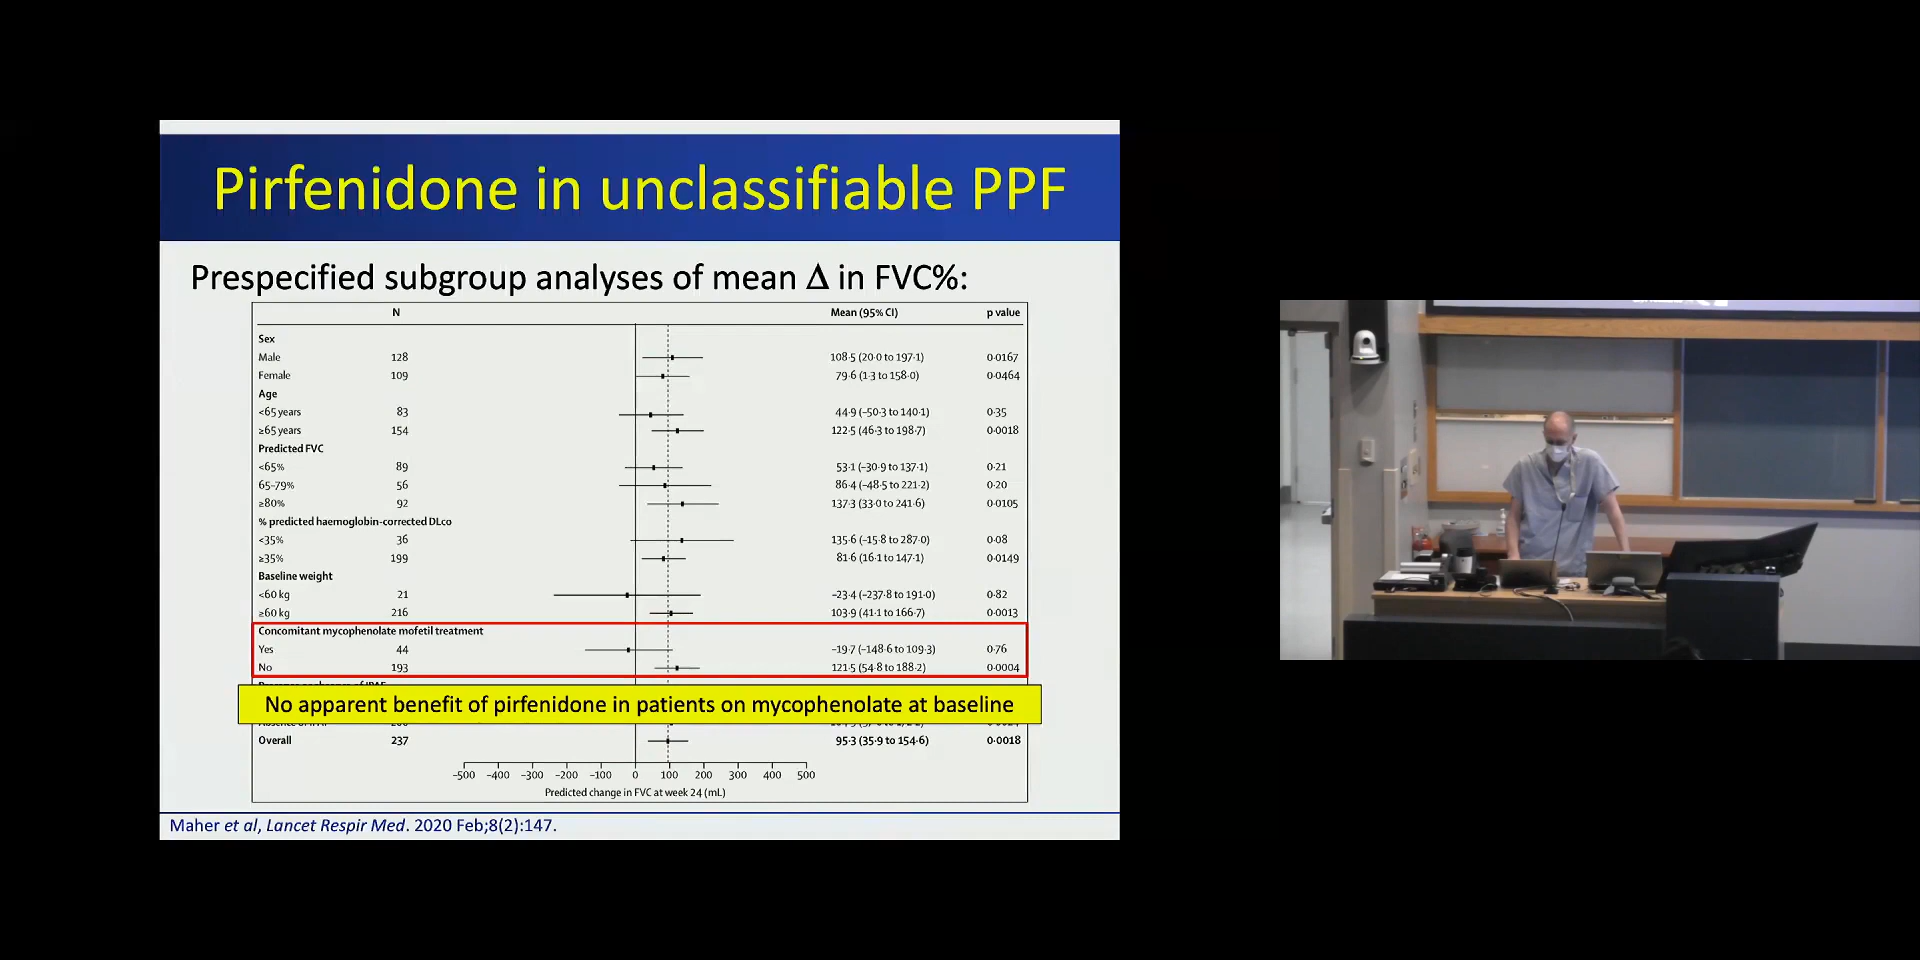 Pirfenidone in unclassifiable PPF
Prespecified subgroup analyses of mean Δ in FVC%:
N Mean (95% CI) p value
Sex
Male 128 108·5 (20·0 to 197·1) 0·0167
Female 109 79·6 (1·3 to 158·0) 0·0464
Age
<65 years 83 44·9 (−50·3 to 140·1) 0·35
≥65 years 154 122·5 (46·3 to 198·7) 0·0018
Predicted FVC
<65% 89 53·1 (−30·9 to 137·1) 0·21
65–79% 56 86·4 (−48·5 to 221·2) 0·20
≥80% 92 137·3 (33·0 to 241·6) 0·0105
% predicted haemoglobin-corrected DLco
<35% 36 135·6 (−15·8 to 287·0) 0·08
≥35% 199 81·6 (16·1 to 147·1) 0·0149
Baseline weight
<60 kg 21 −23·4 (−237·8 to 191·0) 0·82
≥60 kg 216 103·9 (41·1 to 166·7) 0·0013
Concomitant mycophenolate mofetil treatment
Yes 44 −19·7 (−148·6 to 109·3) 0·76
No 193 121·5 (54·8 to 188·2) 0·0004
No apparent benefit of pirfenidone in patients on mycophenolate at baseline
Overall 237 95·3 (35·9 to 154·6) 0·0018
−500 −400 −300 −200 −100 0 100 200 300 400 500
Predicted change in FVC at week 24 (mL)
Maher et al, Lancet Respir Med. 2020 Feb;8(2):147.